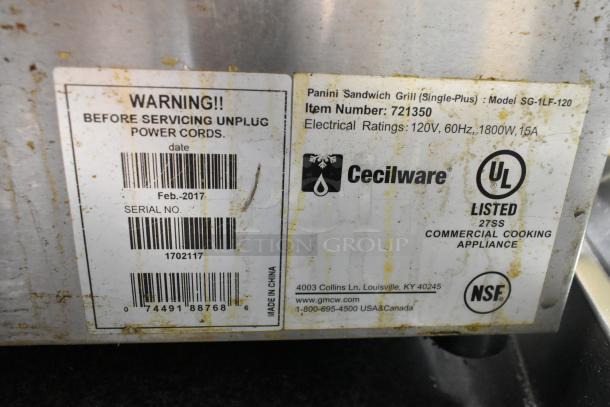 WARNING!!
BEFORE SERVICING UNPLUG
POWER CORDS.
date
Feb.-2017
SERIAL NO.
1702117
0 74491 88768 6
MADE IN CHINA
Panini Sandwich Grill (Single-Plus) : Model SG-1LF-120
Item Number: 721350
Electrical Ratings: 120V, 60Hz, 1800W, 15A
Cecilware®
UL
LISTED
27SS
COMMERCIAL COOKING
APPLIANCE
4003 Collins Ln. Louisville, KY 40245
www.gmcw.com
1-800-695-4500 USA&Canada
NSF
GROUP